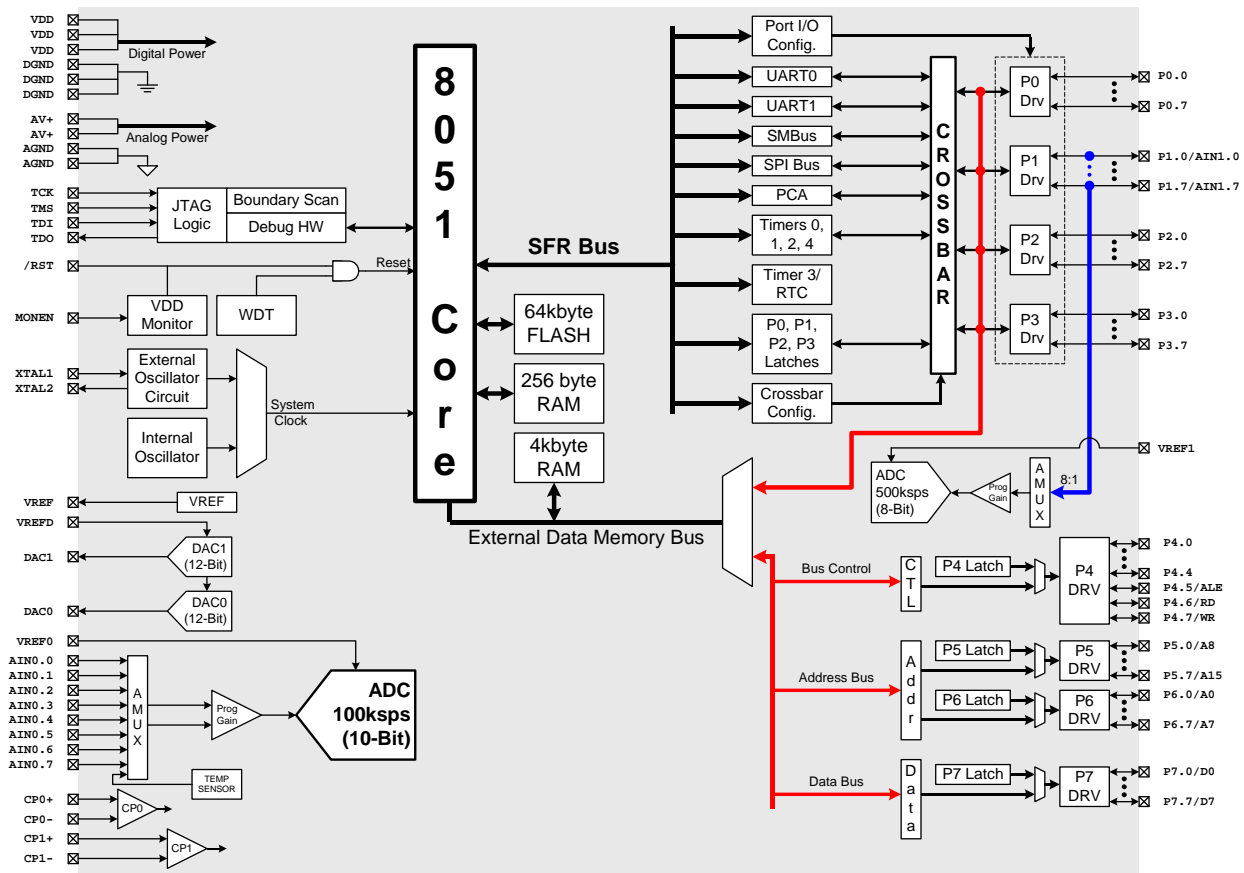 VDD
VDD
VDD
Digital Power
DGND
DGND
DGND
AV+
AV+
Analog Power
AGND
AGND
TCK
TMS
TDI
TDO
JTAG
Logic
Boundary Scan
Debug HW
/RST
Reset
MONEN
VDD
Monitor
WDT
XTAL1
XTAL2
External
Oscillator
Circuit
Internal
Oscillator
System
Clock
VREF
VREF
VREFD
DAC1
DAC1
(12-Bit)
DAC0
DAC0
(12-Bit)
VREF0
AIN0.0
AIN0.1
AIN0.2
AIN0.3
AIN0.4
AIN0.5
AIN0.6
AIN0.7
AMUX
Prog
Gain
ADC
100ksps
(10-Bit)
TEMP
SENSOR
CP0+
CP0-
CP0
CP1+
CP1-
CP1
8051 Core
SFR Bus
64kbyte
FLASH
256 byte
RAM
4kbyte
RAM
External Data Memory Bus
Port I/O
Config.
UART0
UART1
SMBus
SPI Bus
PCA
Timers 0,
1, 2, 4
Timer 3/
RTC
P0, P1,
P2, P3
Latches
Crossbar
Config.
CROSSBAR
P0
Drv
P1
Drv
P2
Drv
P3
Drv
P0.0
P0.7
P1.0/AIN1.0
P1.7/AIN1.7
P2.0
P2.7
P3.0
P3.7
VREF1
ADC
500ksps
(8-Bit)
Prog
Gain
AMUX
8:1
Bus Control
CTL
P4 Latch
P4
DRV
P4.0
P4.4
P4.5/ALE
P4.6/RD
P4.7/WR
Address Bus
Addr
P5 Latch
P5
DRV
P5.0/A8
P5.7/A15
P6 Latch
P6
DRV
P6.0/A0
P6.7/A7
Data Bus
Data
P7 Latch
P7
DRV
P7.0/D0
P7.7/D7